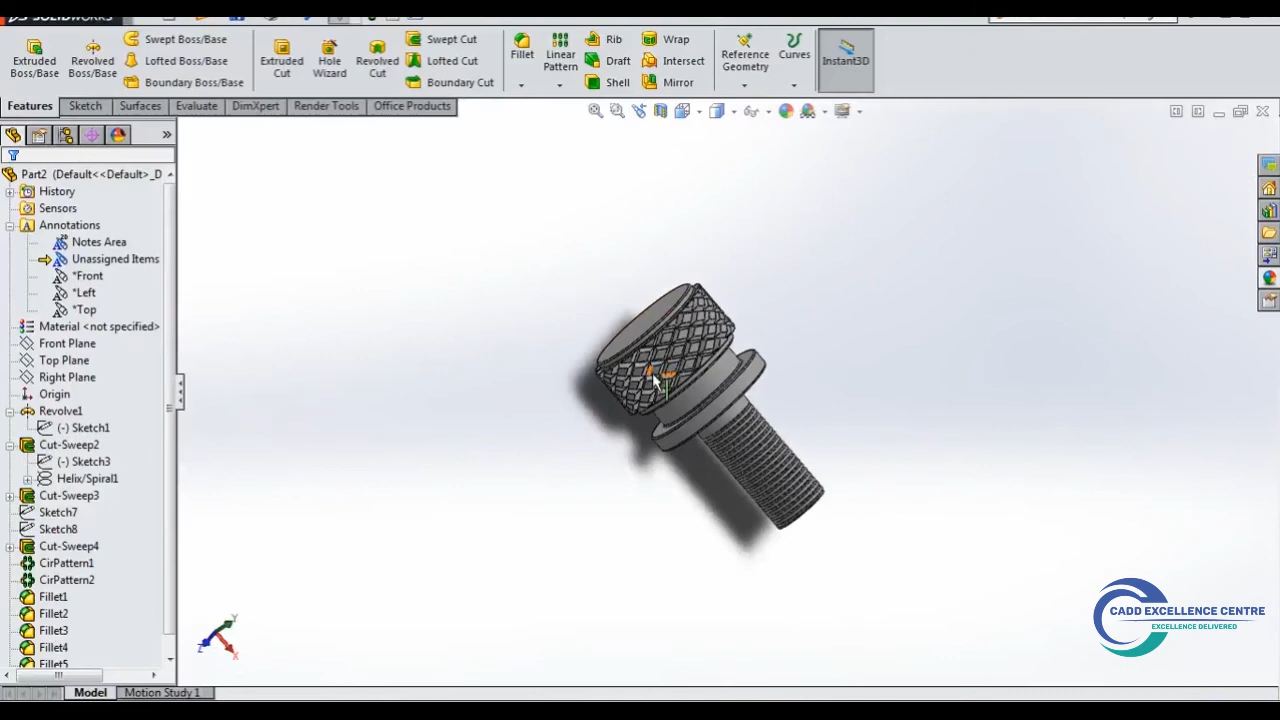 SOLIDWORKS
Extruded Boss/Base
Revolved Boss/Base
Swept Boss/Base
Lofted Boss/Base
Boundary Boss/Base
Extruded Cut
Hole Wizard
Revolved Cut
Swept Cut
Lofted Cut
Boundary Cut
Fillet
Linear Pattern
Rib
Draft
Shell
Wrap
Intersect
Mirror
Reference Geometry
Curves
Instant3D
Features Sketch Surfaces Evaluate DimXpert Render Tools Office Products
Part2 (Default<<Default>_D
History
Sensors
Annotations
Notes Area
Unassigned Items
*Front
*Left
*Top
Material <not specified>
Front Plane
Top Plane
Right Plane
Origin
Revolve1
(-) Sketch1
Cut-Sweep2
(-) Sketch3
Helix/Spiral1
Cut-Sweep3
Sketch7
Sketch8
Cut-Sweep4
CirPattern1
CirPattern2
Fillet1
Fillet2
Fillet3
Fillet4
Fillet5
Y
Z
X
CADD EXCELLENCE CENTRE
EXCELLENCE DELIVERED
Model Motion Study 1